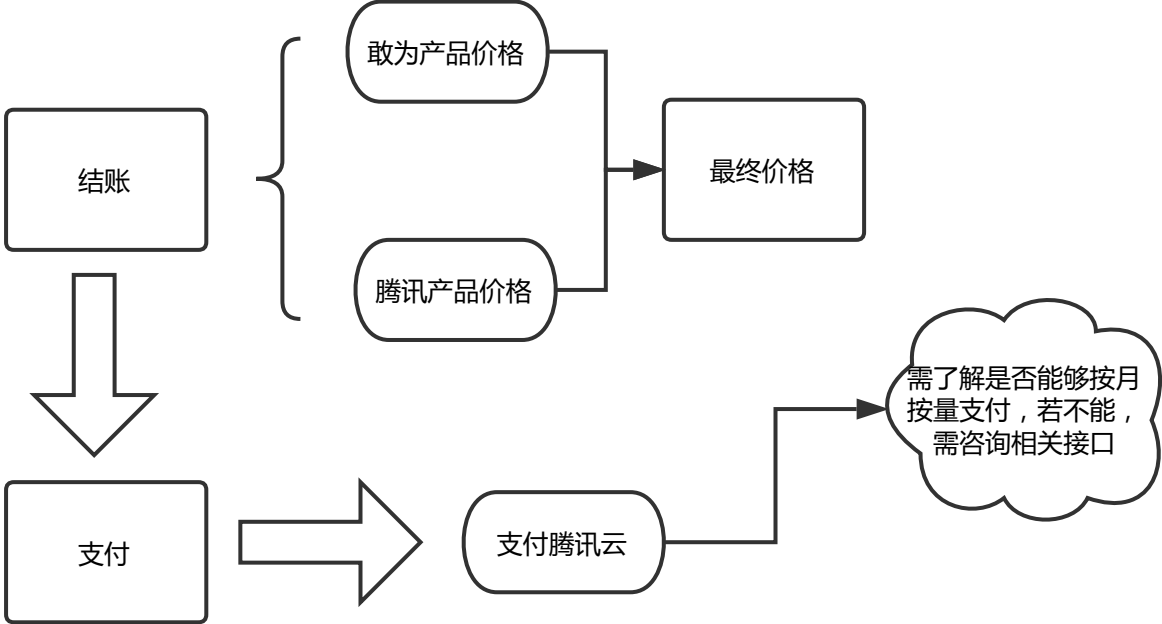 敢为产品价格
结账
最终价格
腾讯产品价格
需了解是否能够按月
按量支付，若不能，
需咨询相关接口
支付
支付腾讯云